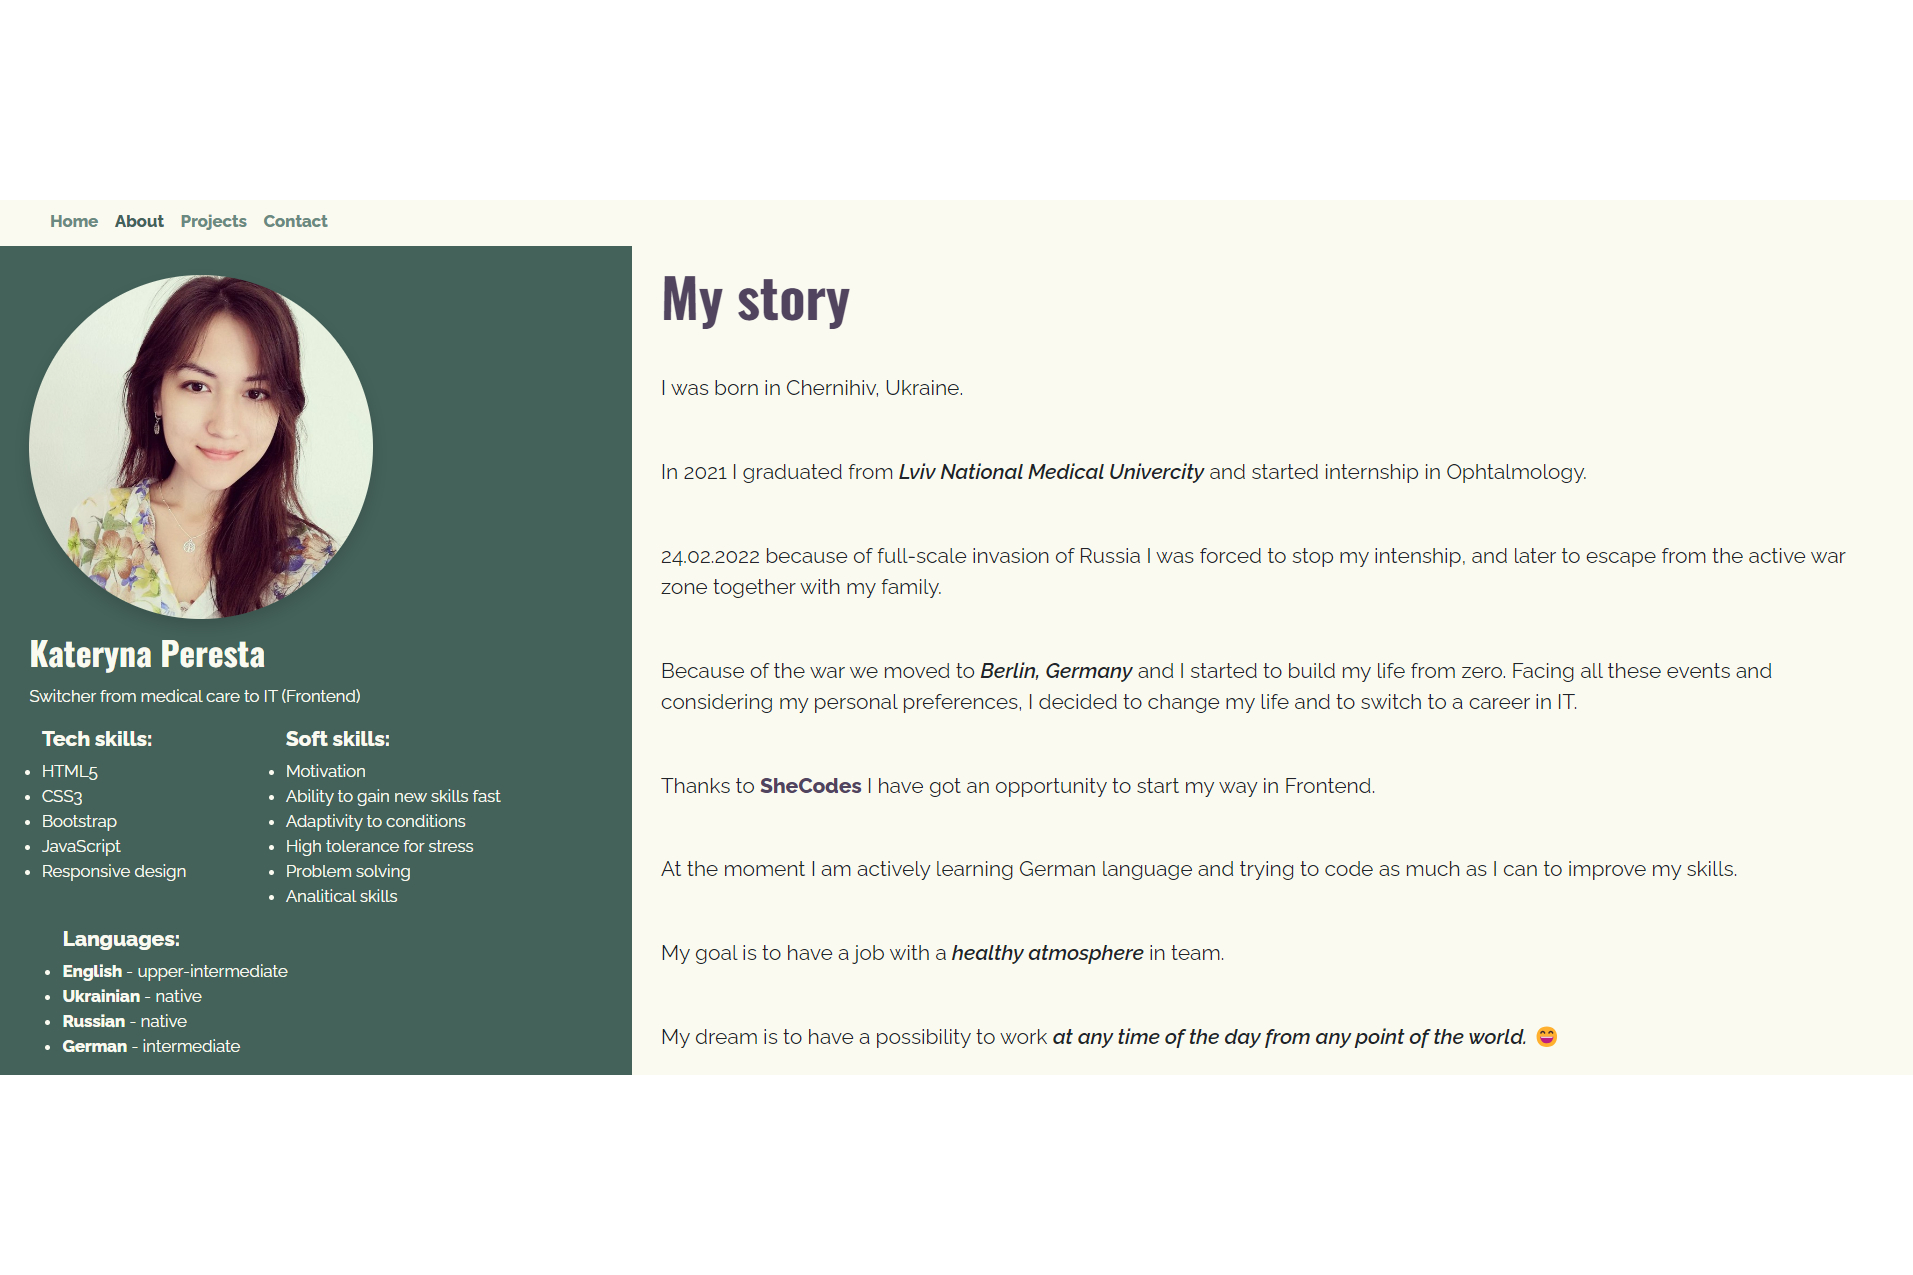 Home About Projects Contact
Kateryna Peresta
Switcher from medical care to IT (Frontend)
Tech skills:
HTML5
CSS3
Bootstrap
JavaScript
Responsive design
Soft skills:
Motivation
Ability to gain new skills fast
Adaptivity to conditions
High tolerance for stress
Problem solving
Analitical skills
Languages:
English - upper-intermediate
Ukrainian - native
Russian - native
German - intermediate
My story
I was born in Chernihiv, Ukraine.
In 2021 I graduated from Lviv National Medical Univercity and started internship in Ophtalmology.
24.02.2022 because of full-scale invasion of Russia I was forced to stop my intenship, and later to escape from the active war
zone together with my family.
Because of the war we moved to Berlin, Germany and I started to build my life from zero. Facing all these events and
considering my personal preferences, I decided to change my life and to switch to a career in IT.
Thanks to SheCodes I have got an opportunity to start my way in Frontend.
At the moment I am actively learning German language and trying to code as much as I can to improve my skills.
My goal is to have a job with a healthy atmosphere in team.
My dream is to have a possibility to work at any time of the day from any point of the world. 😄